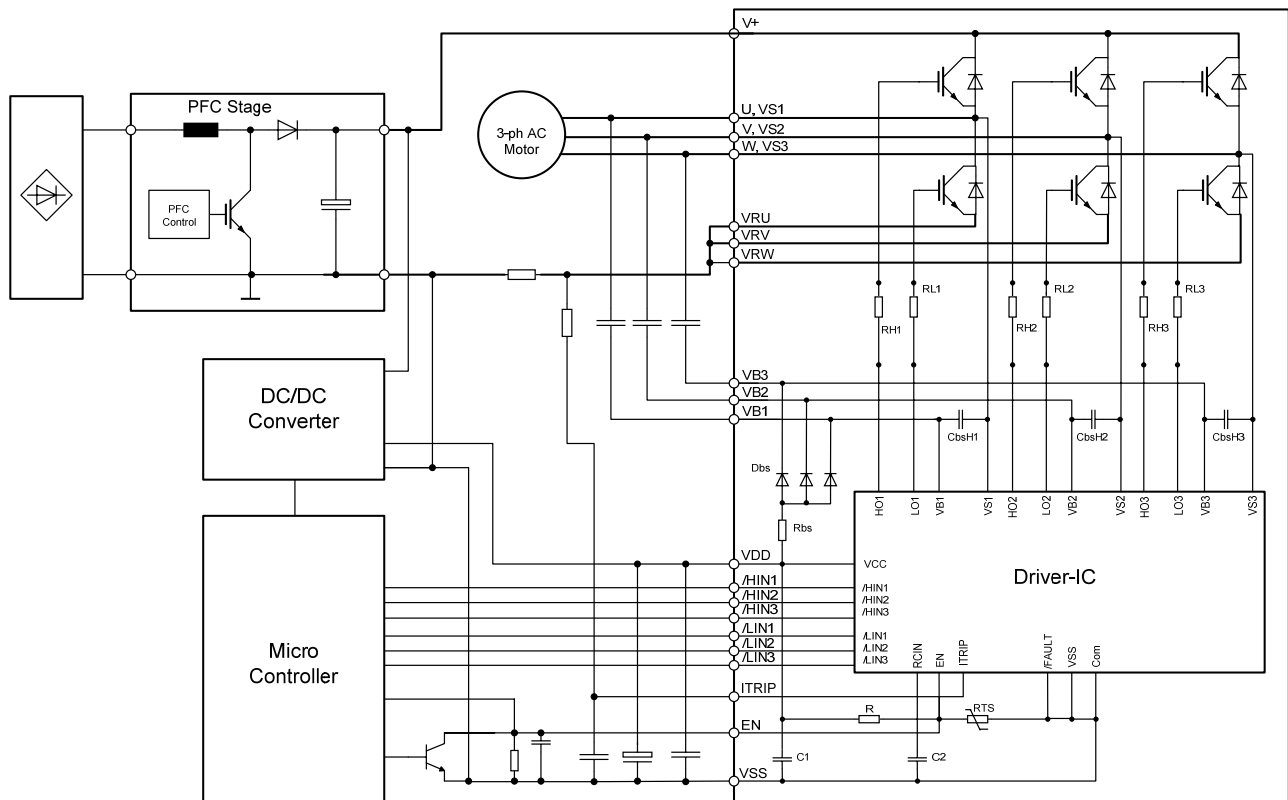 V+
PFC Stage
3-ph AC
Motor
U, VS1
V, VS2
W, VS3
PFC
Control
VRU
VRV
VRW
RL1
RL2
RL3
RH1
RH2
RH3
DC/DC
Converter
VB3
VB2
VB1
CbsH1
CbsH2
CbsH3
Dbs
Rbs
HO1
LO1
VB1
VS1
HO2
LO2
VB2
VS2
HO3
LO3
VB3
VS3
VDD
VCC
Driver-IC
/HIN1
/HIN2
/HIN3
/LIN1
/LIN2
/LIN3
/HIN1
/HIN2
/HIN3
/LIN1
/LIN2
/LIN3
RCIN
EN
ITRIP
/FAULT
VSS
Com
Micro
Controller
ITRIP
R
RTS
EN
C1
C2
VSS